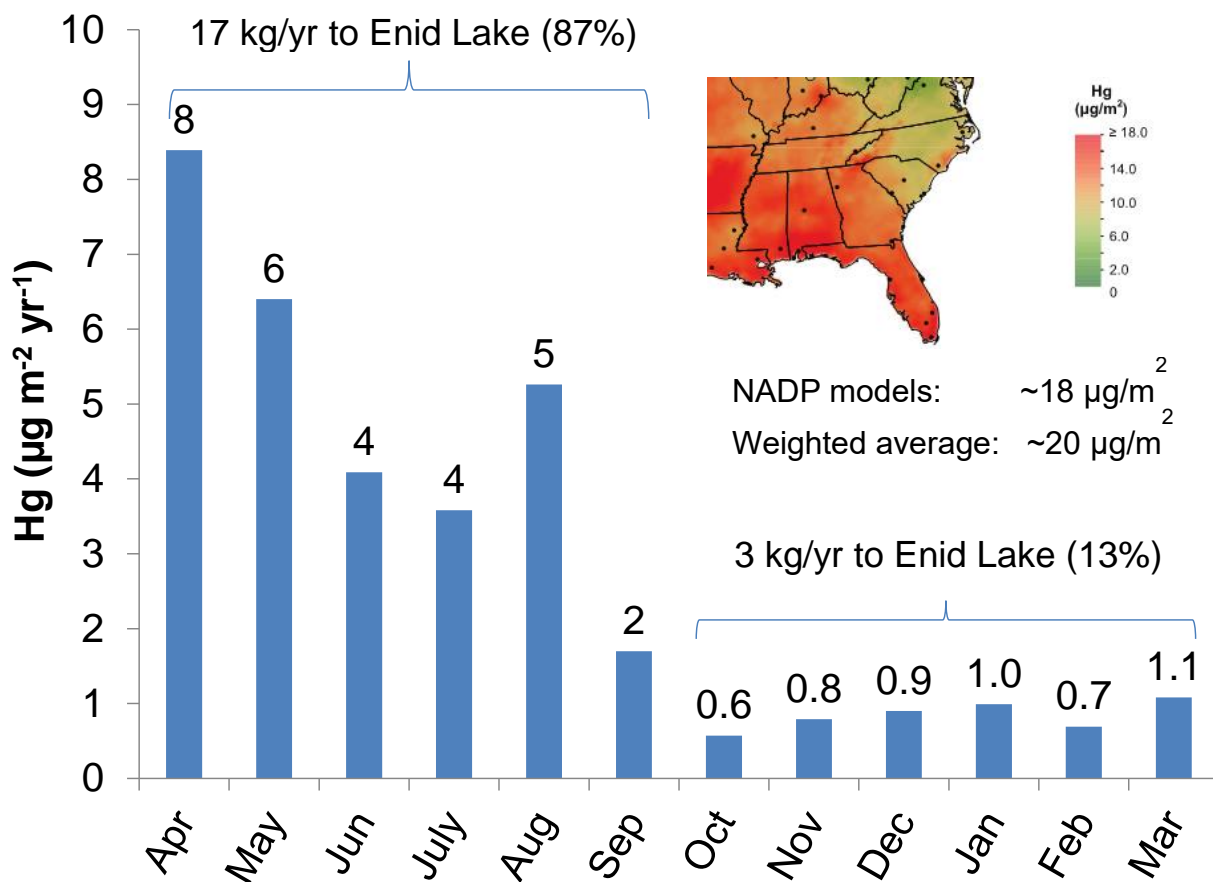 17 kg/yr to Enid Lake (87%)
Hg (µg m-2 yr-1)
10
9
8
7
6
5
4
3
2
1
0
8
6
4
4
5
2
0.6
0.8
0.9
1.0
0.7
1.1
Hg
(µg/m²)
≥ 18.0
14.0
10.0
6.0
2.0
0
NADP models: ~18 µg/m²
Weighted average: ~20 µg/m²
3 kg/yr to Enid Lake (13%)
Apr
May
Jun
July
Aug
Sep
Oct
Nov
Dec
Jan
Feb
Mar